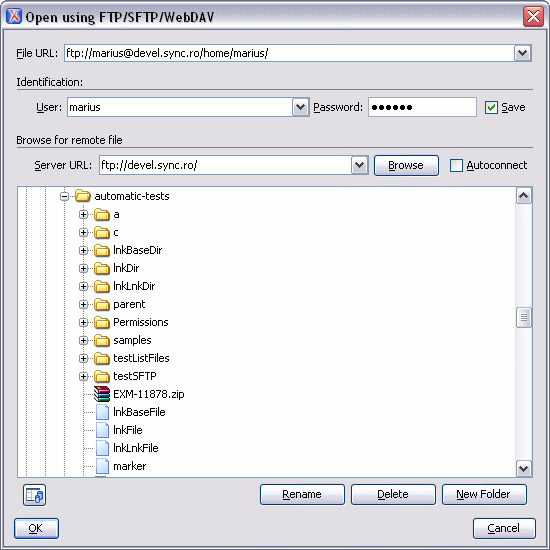 Open using FTP/SFTP/WebDAV
File URL: ftp://marius@devel.sync.ro/home/marius/
Identification:
User: marius Password: ●●●●●● Save
Browse for remote file
Server URL: ftp://devel.sync.ro/ Browse Autoconnect
automatic-tests
a
c
lnkBaseDir
lnkDir
lnkLnkDir
parent
Permissions
samples
testListFiles
testSFTP
EXM-11878.zip
lnkBaseFile
lnkFile
lnkLnkFile
marker
Rename Delete New Folder
OK Cancel